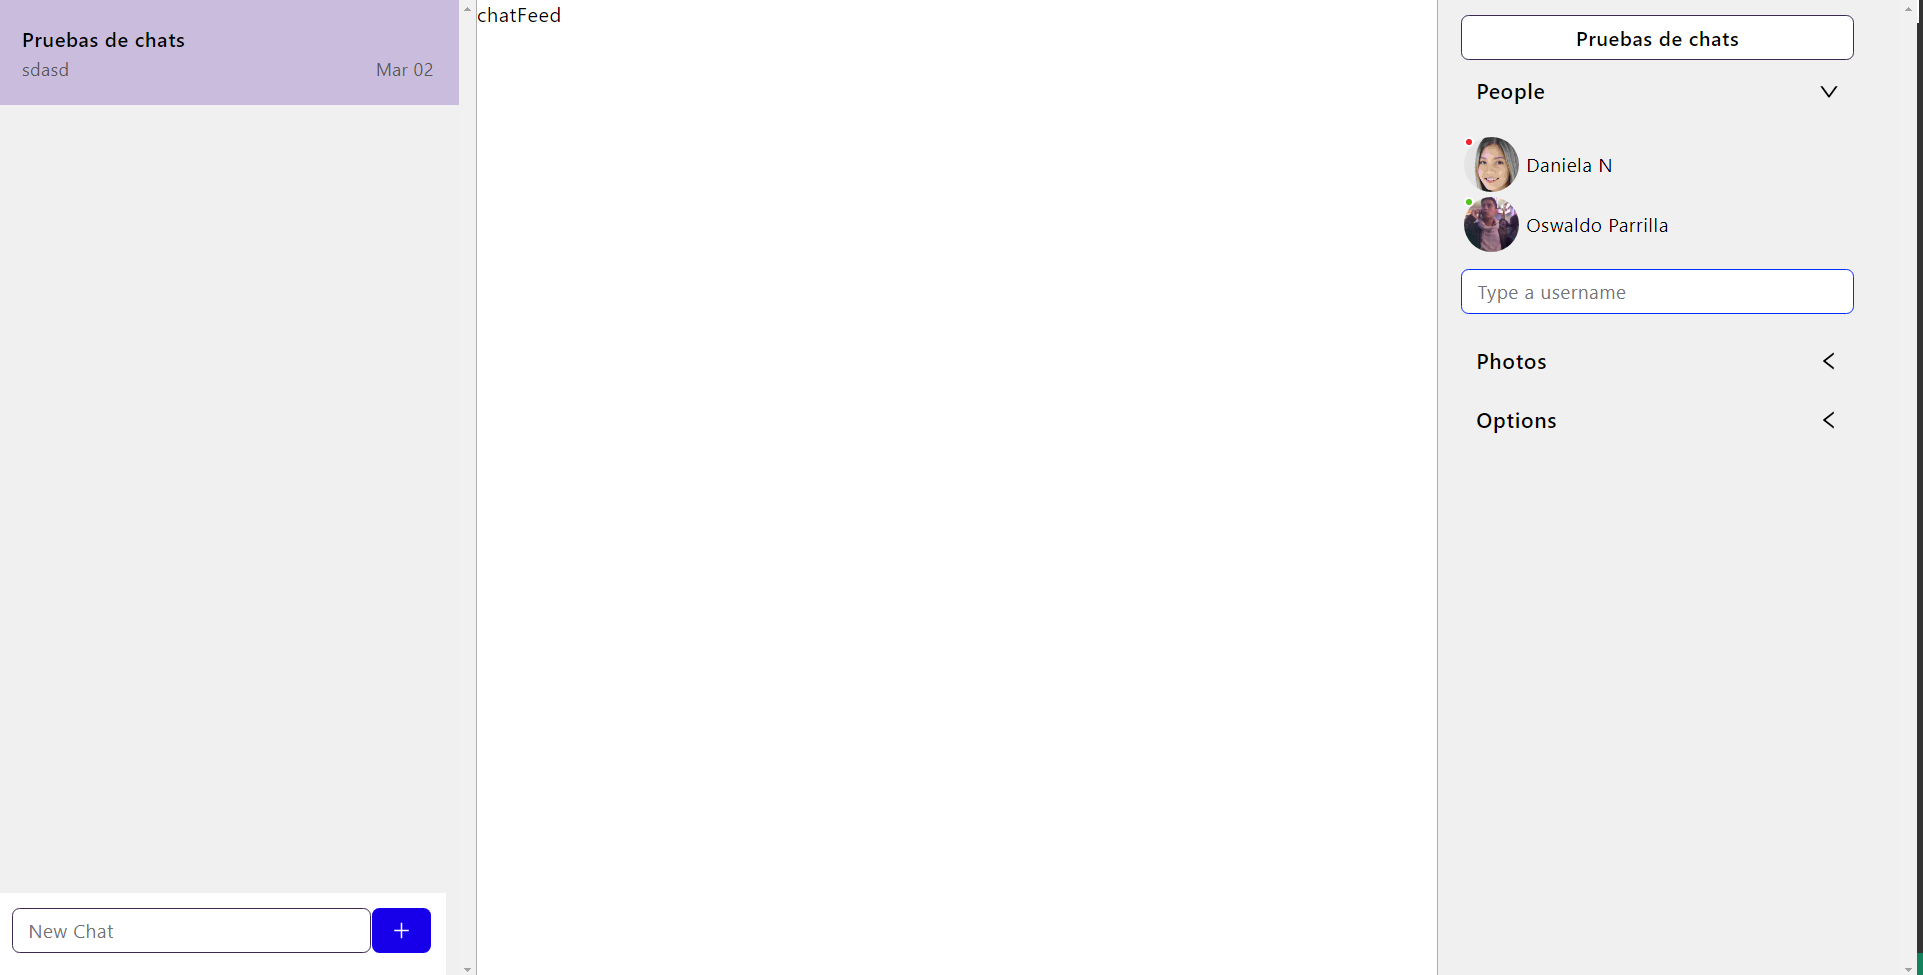 Pruebas de chats
sdasd Mar 02
New Chat
+
chatFeed
Pruebas de chats
People
Daniela N
Oswaldo Parrilla
Type a username
Photos
Options